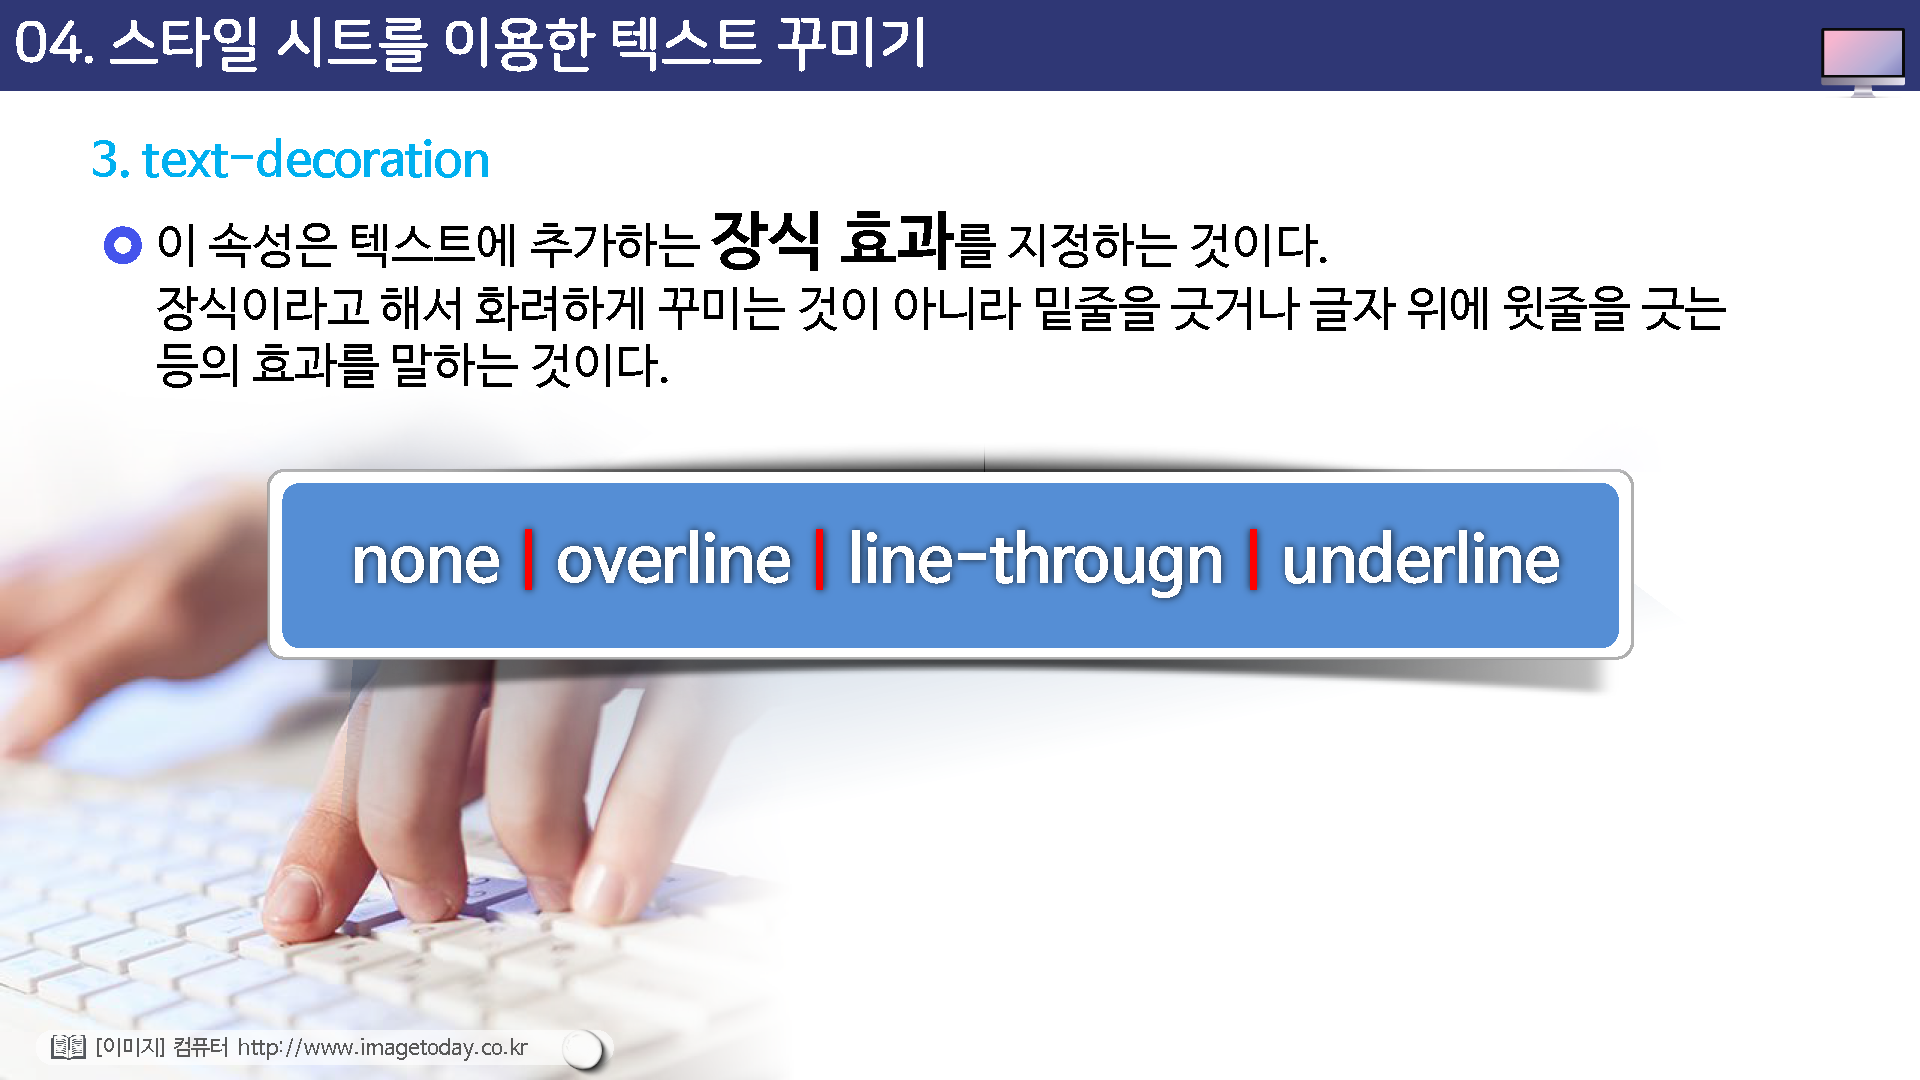 04. 스타일 시트를 이용한 텍스트 꾸미기
3. text-decoration
이 속성은 텍스트에 추가하는 장식 효과를 지정하는 것이다.
장식이라고 해서 화려하게 꾸미는 것이 아니라 밑줄을 긋거나 글자 위에 윗줄을 긋는
등의 효과를 말하는 것이다.
none | overline | line-througn | underline
[이미지] 컴퓨터 http://www.imagetoday.co.kr